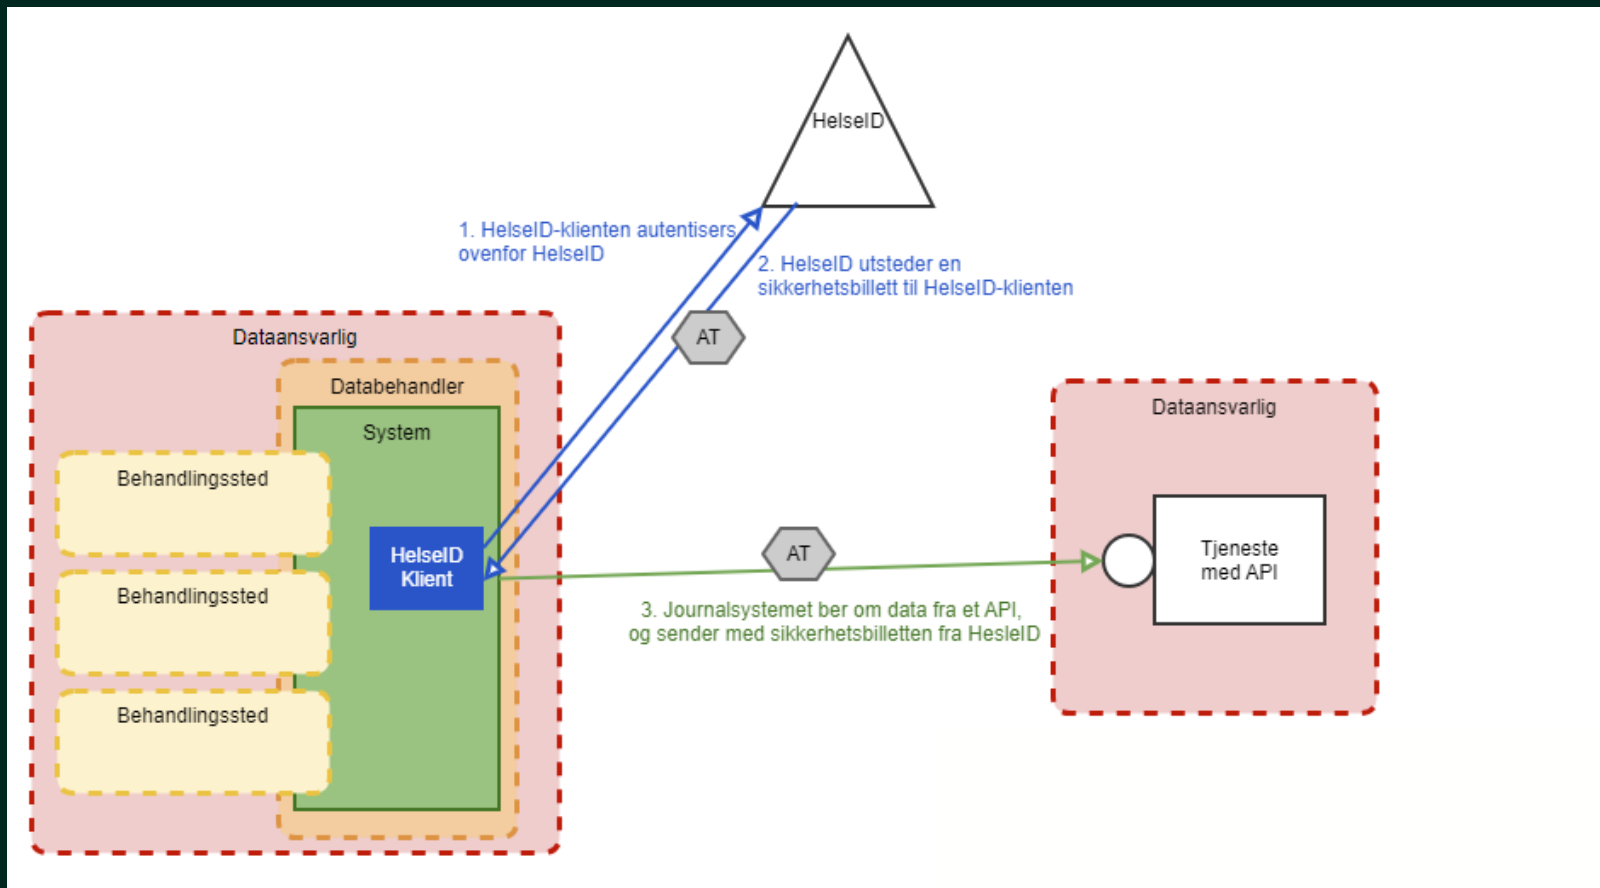 HelseID
1. HelseID-klienten autentisers
ovenfor HelseID
2. HelseID utsteder en
sikkerhetsbillett til HelseID-klienten
AT
Dataansvarlig
Databehandler
System
Behandlingssted
Behandlingssted
Behandlingssted
HelseID
Klient
AT
3. Journalsystemet ber om data fra et API,
og sender med sikkerhetsbilletten fra HesleID
Dataansvarlig
Tjeneste
med API